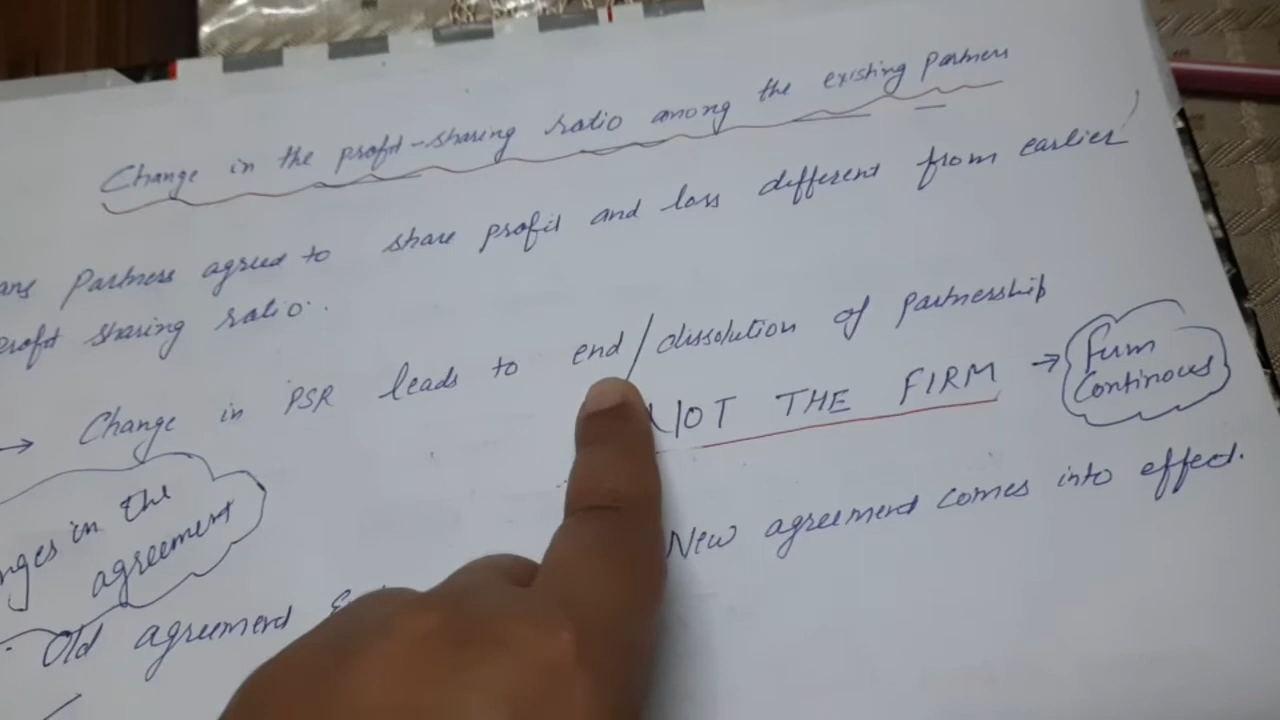 Change in the profit-sharing ratio among the existing Partners
Partners agreed to share profit and loss different from earlier
profit sharing ratio.
→ Change in PSR leads to end/dissolution of partnership
NOT THE FIRM → Firm Continous
in the agreement
Old agreement
New agreement comes into effect.